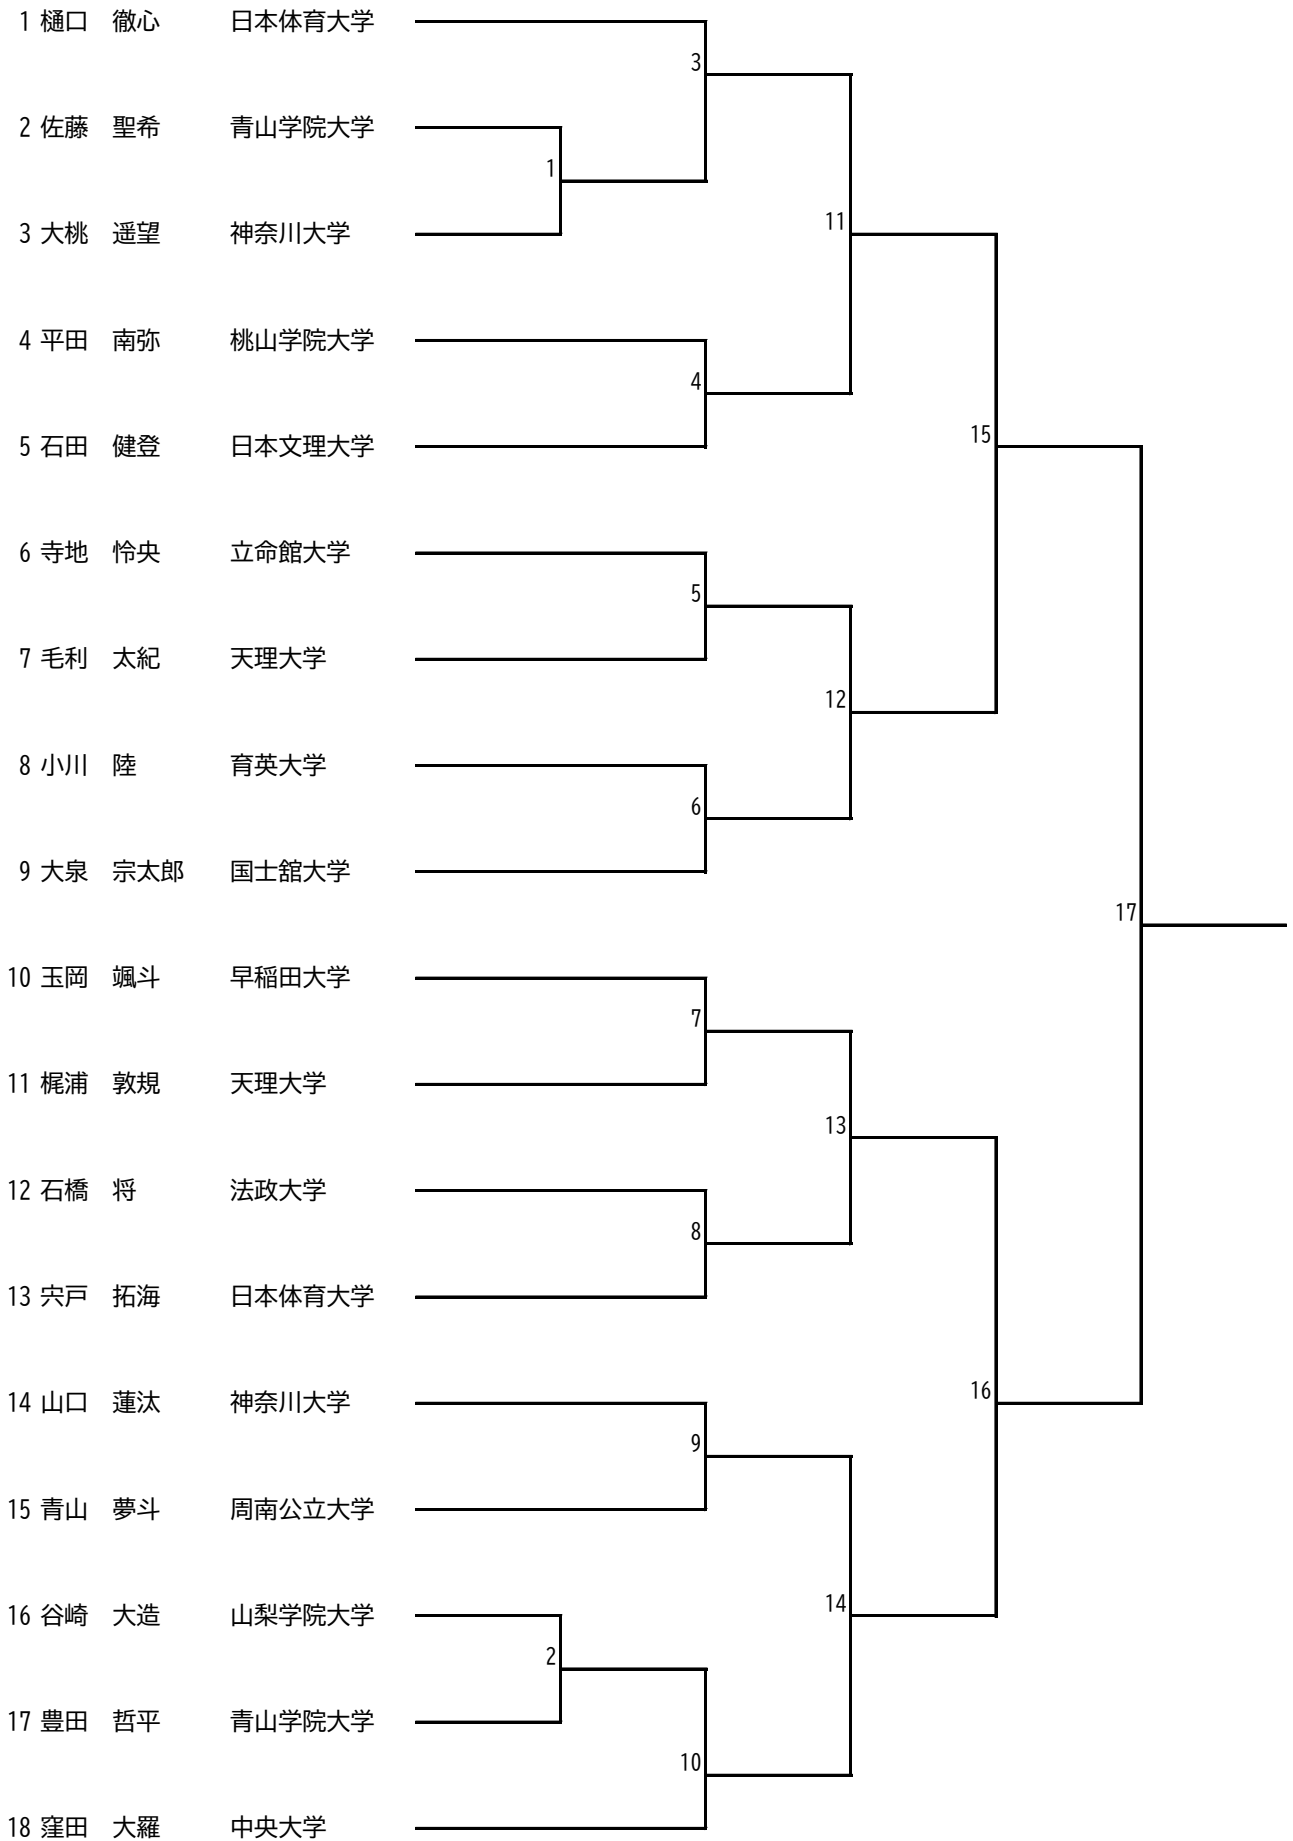 1 樋口　徹心　日本体育大学
3
2 佐藤　聖希　青山学院大学
1
3 大桃　遥望　神奈川大学
11
4 平田　南弥　桃山学院大学
4
5 石田　健登　日本文理大学
15
6 寺地　怜央　立命館大学
5
7 毛利　太紀　天理大学
12
8 小川　陸　育英大学
6
9 大泉　宗太郎　国士舘大学
17
10 玉岡　颯斗　早稲田大学
7
11 梶浦　敦規　天理大学
13
12 石橋　将　法政大学
8
13 宍戸　拓海　日本体育大学
16
14 山口　蓮汰　神奈川大学
9
15 青山　夢斗　周南公立大学
14
16 谷崎　大造　山梨学院大学
2
17 豊田　哲平　青山学院大学
10
18 窪田　大羅　中央大学